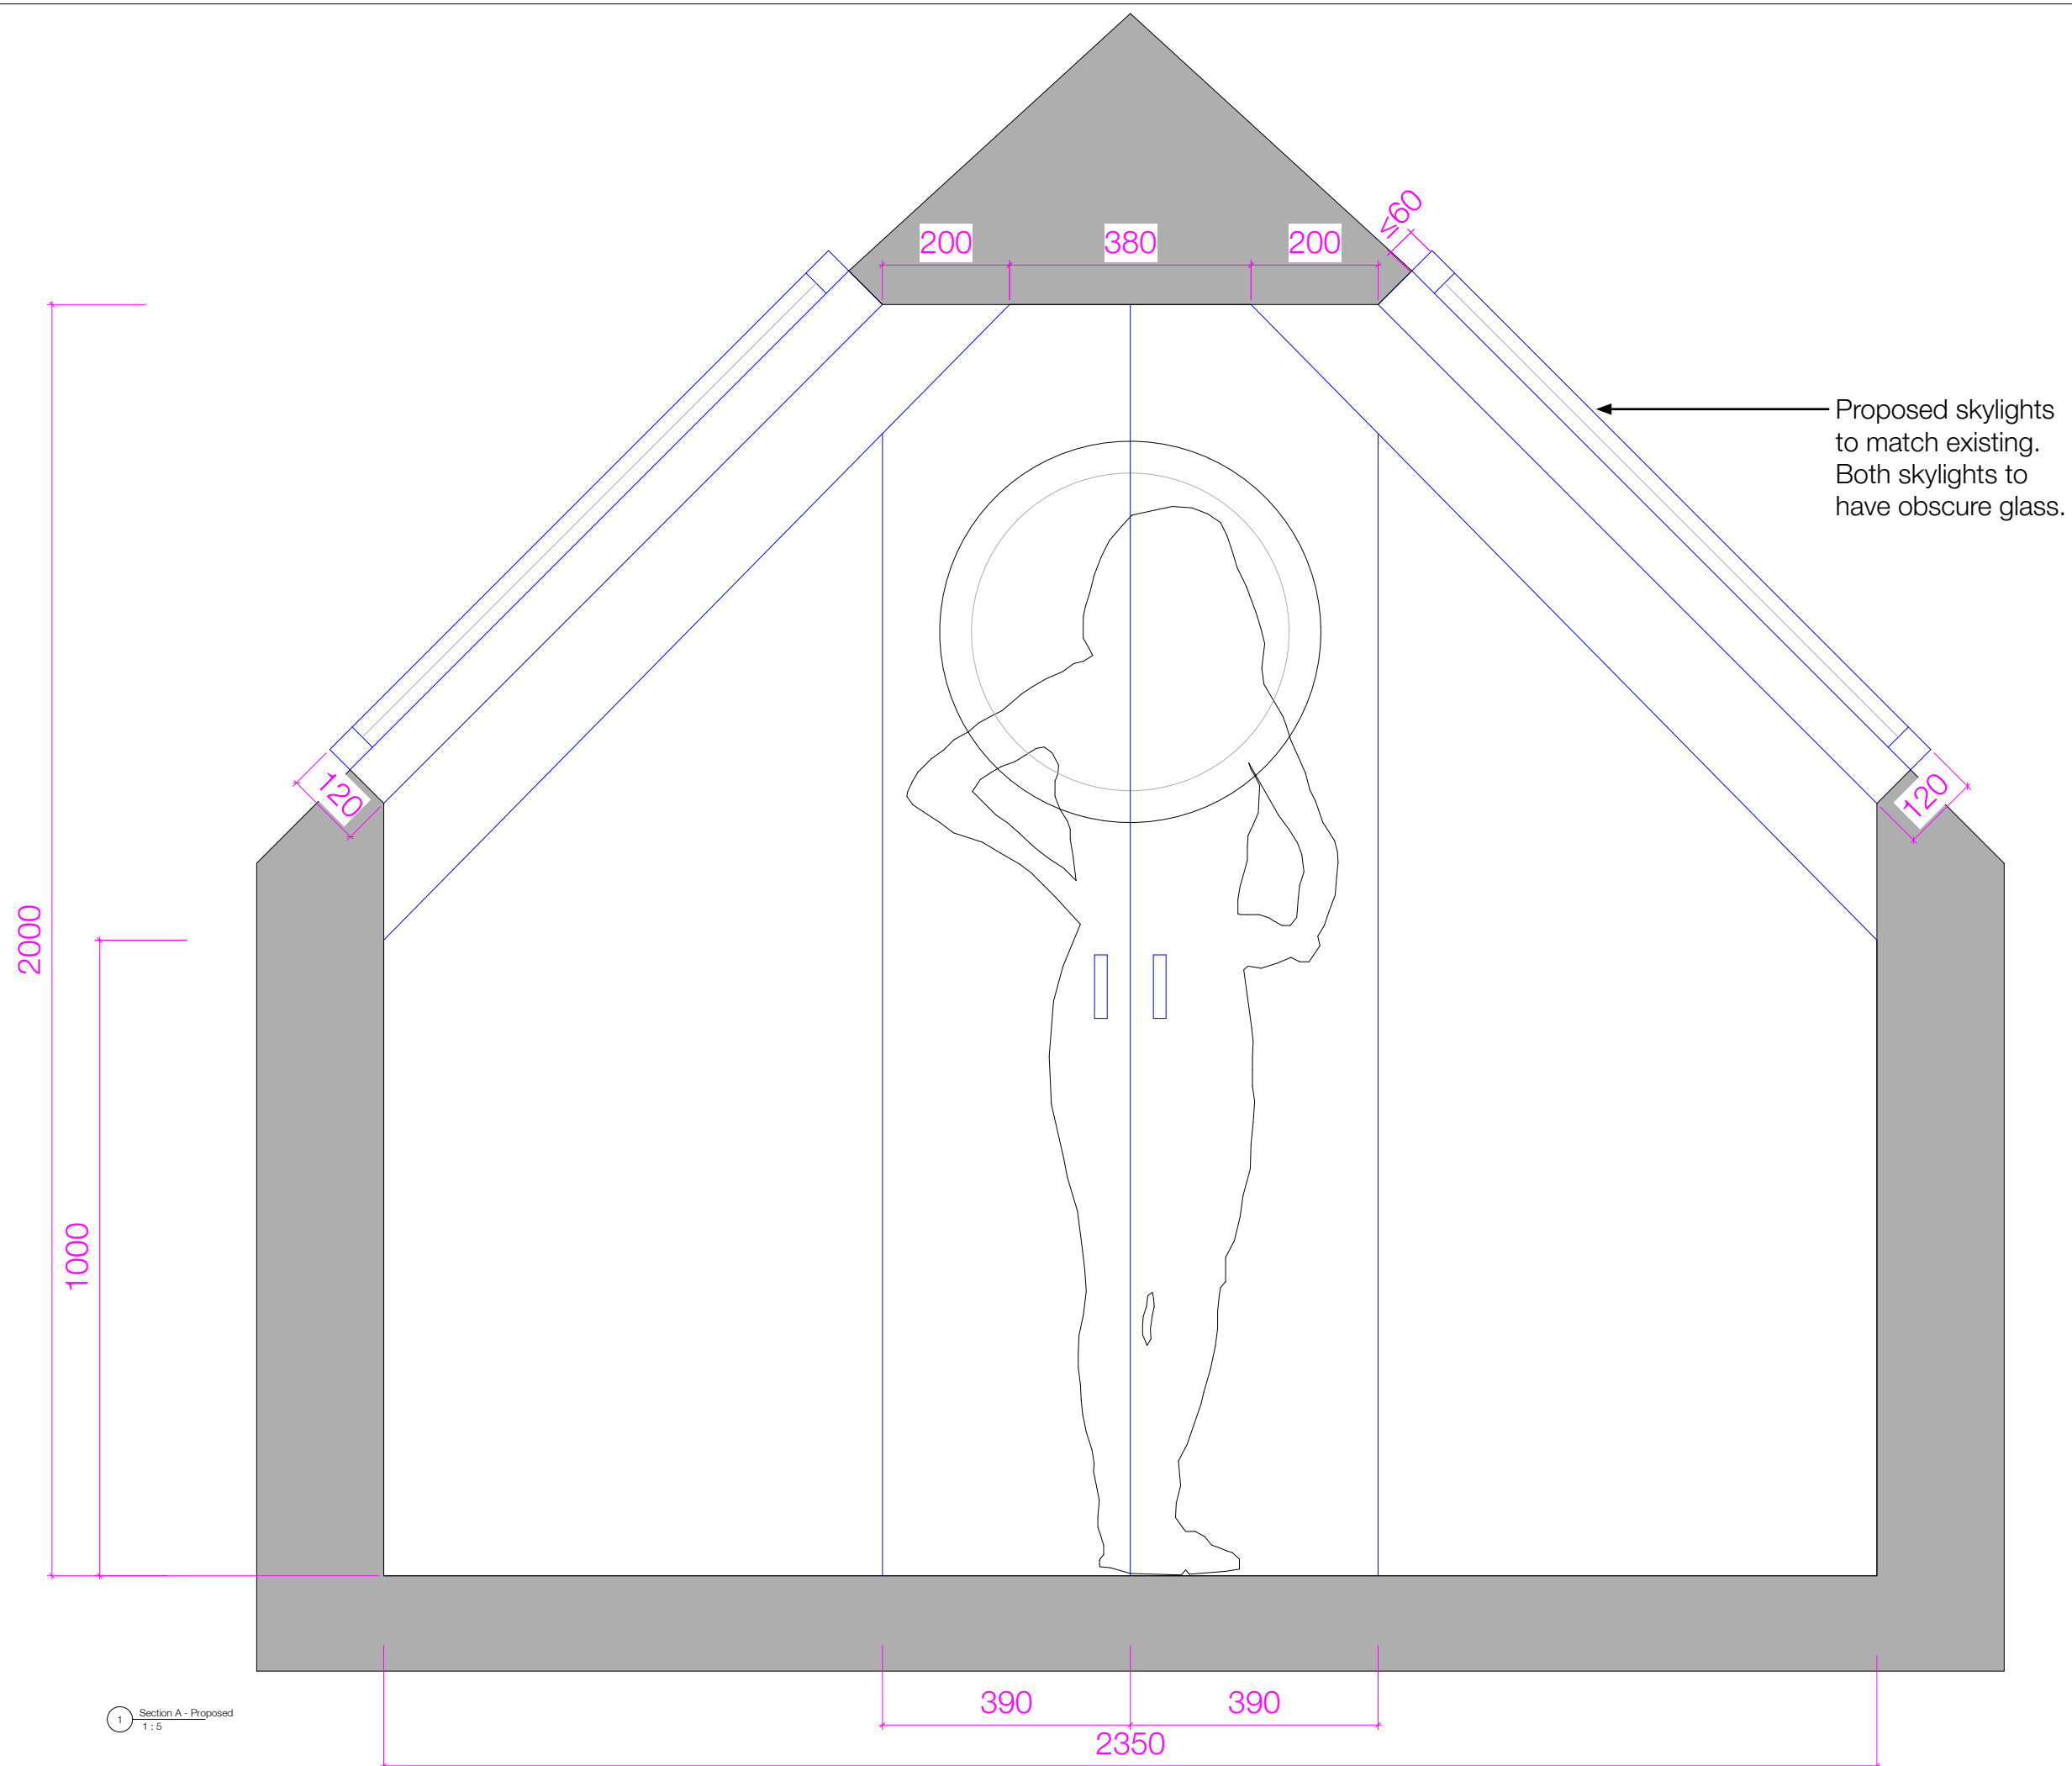 ≤60
200
380
200
Proposed skylights
to match existing.
Both skylights to
have obscure glass.
120
120
2000
1000
390
390
2350
1
Section A - Proposed
1 : 5